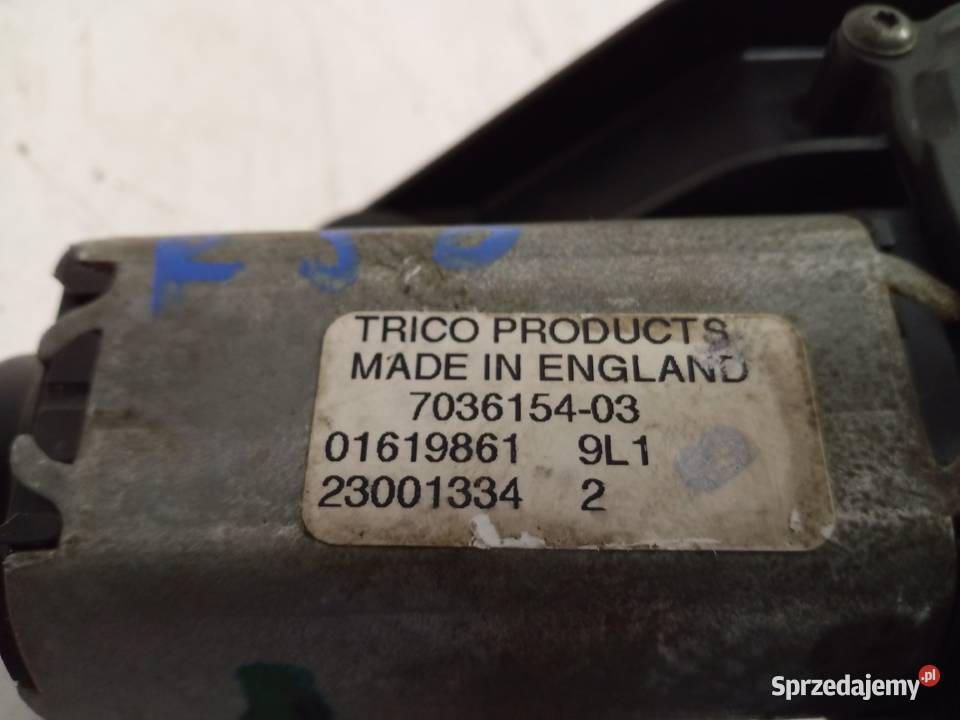 TRICO PRODUCTS
MADE IN ENGLAND
7036154-03
01619861 9L1
23001334 2
Sprzedajemy.pl